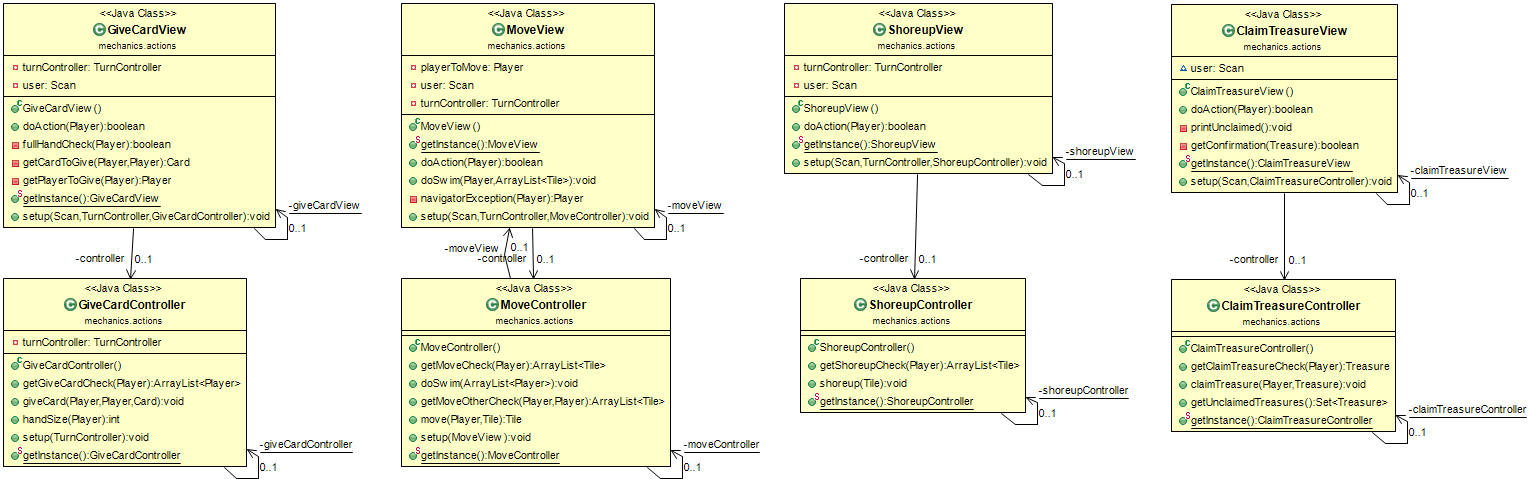 <<Java Class>>
GiveCardView
mechanics.actions
turnController: TurnController
user: Scan
GiveCardView()
doAction(Player):boolean
fullHandCheck(Player):boolean
getCardToGive(Player,Player):Card
getPlayerToGive(Player):Player
getInstance():GiveCardView
setup(Scan,TurnController,GiveCardController):void
-giveCardView
0..1
-controller
0..1
<<Java Class>>
GiveCardController
mechanics.actions
turnController: TurnController
GiveCardController()
getGiveCardCheck(Player):ArrayList<Player>
giveCard(Player,Player,Card):void
handSize(Player):int
setup(TurnController):void
getInstance():GiveCardController
-giveCardController
0..1
<<Java Class>>
MoveView
mechanics.actions
playerToMove: Player
user: Scan
turnController: TurnController
MoveView()
getInstance():MoveView
doAction(Player):boolean
doSwim(Player,ArrayList<Tile>):void
navigatorException(Player):Player
setup(Scan,TurnController,MoveController):void
-moveView
0..1
-moveView
0..1
-controller
0..1
<<Java Class>>
MoveController
mechanics.actions
MoveController()
getMoveCheck(Player):ArrayList<Tile>
doSwim(ArrayList<Player>):void
getMoveOtherCheck(Player,Player):ArrayList<Tile>
move(Player,Tile):Tile
setup(MoveView):void
getInstance():MoveController
-moveController
0..1
<<Java Class>>
ShoreupView
mechanics.actions
turnController: TurnController
user: Scan
ShoreupView()
doAction(Player):boolean
getInstance():ShoreupView
setup(Scan,TurnController,ShoreupController):void
-shoreupView
0..1
-controller
0..1
<<Java Class>>
ShoreupController
mechanics.actions
ShoreupController()
getShoreupCheck(Player):ArrayList<Tile>
shoreup(Tile):void
getInstance():ShoreupController
-shoreupController
0..1
<<Java Class>>
ClaimTreasureView
mechanics.actions
user: Scan
ClaimTreasureView()
doAction(Player):boolean
printUnclaimed():void
getConfirmation(Treasure):boolean
getInstance():ClaimTreasureView
setup(Scan,ClaimTreasureController):void
-claimTreasureView
0..1
-controller
0..1
<<Java Class>>
ClaimTreasureController
mechanics.actions
ClaimTreasureController()
getClaimTreasureCheck(Player):Treasure
claimTreasure(Player,Treasure):void
getUnclaimedTreasures():Set<Treasure>
getInstance():ClaimTreasureController
-claimTreasureController
0..1